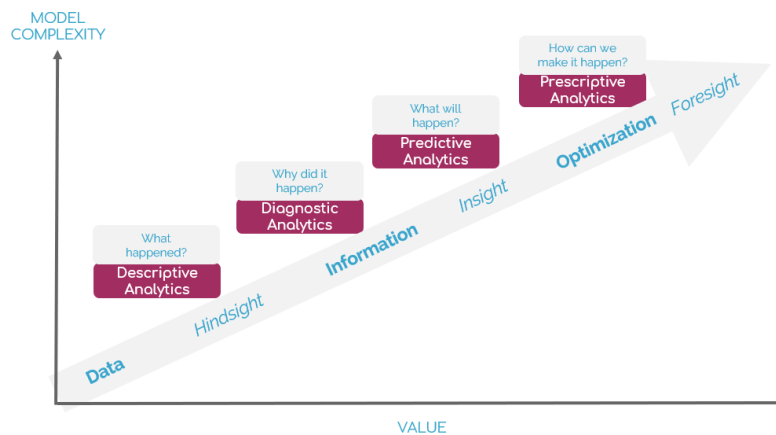 MODEL
COMPLEXITY
How can we
make it happen?
Prescriptive
Analytics
What will
happen?
Predictive
Analytics
Why did it
happen?
Diagnostic
Analytics
What
happened?
Descriptive
Analytics
Data
Hindsight
Information
Insight
Optimization
Foresight
VALUE